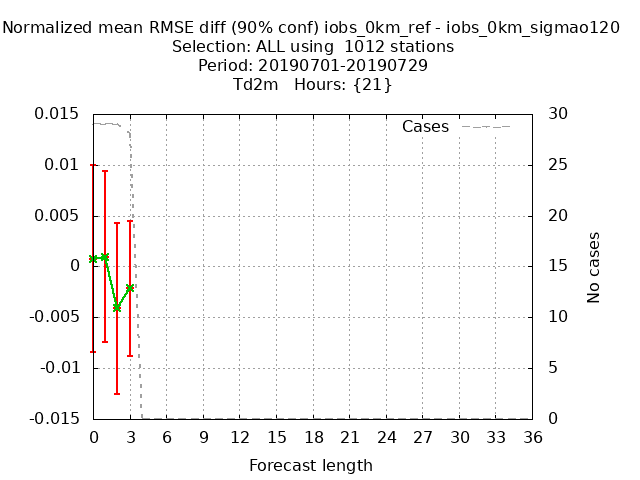 Normalized mean RMSE diff (90% conf) iobs_0km_ref - iobs_0km_sigmao120
Selection: ALL using  1012 stations
Period: 20190701-20190729
Td2m   Hours: {21}
Cases
0.015
0.01
0.005
0
-0.005
-0.01
-0.015
30
25
20
15
10
5
0
No cases
0 3 6 9 12 15 18 21 24 27 30 33 36
Forecast length